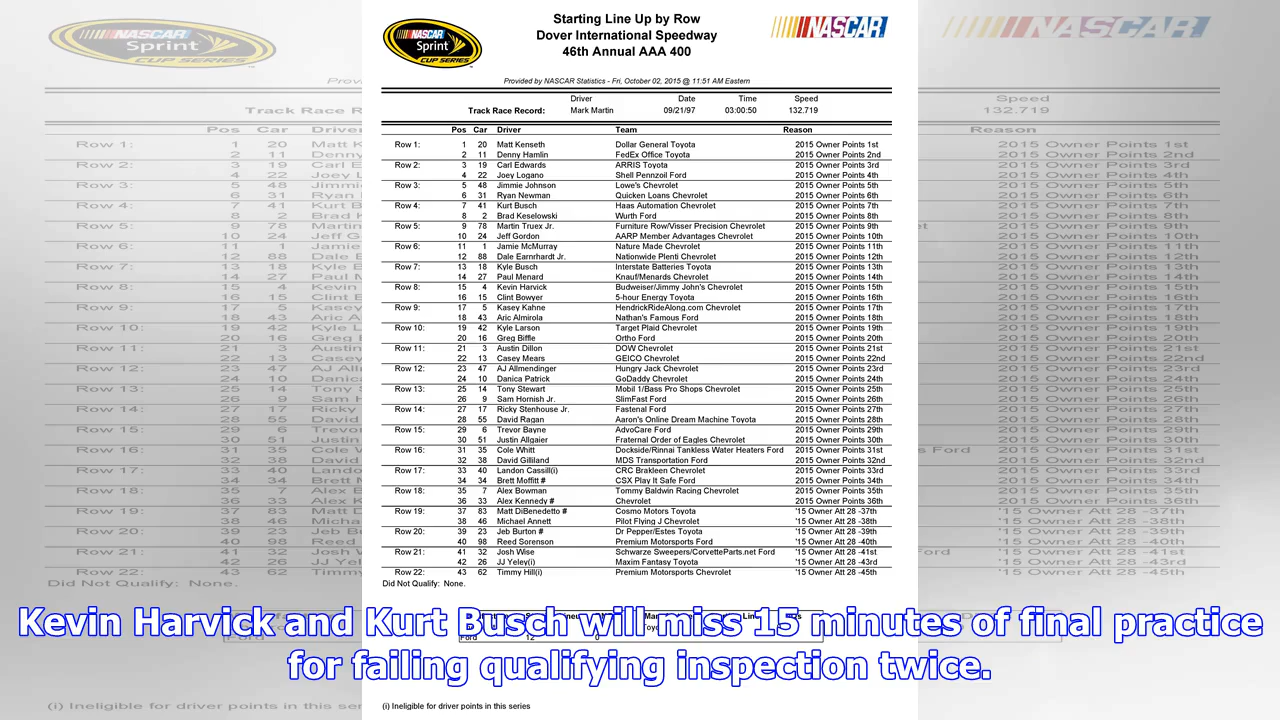 NASCAR
Sprint
CUP SERIES
Starting Line Up by Row
Dover International Speedway
46th Annual AAA 400
NASCAR
Provided by NASCAR Statistics - Fri, October 02, 2015 @ 11:51 AM Eastern
Driver Date Time Speed
Track Race Record: Mark Martin 09/21/97 03:00:50 132.719
Pos Car Driver Team Reason
Row 1: 1 20 Matt Kenseth Dollar General Toyota 2015 Owner Points 1st
2 11 Denny Hamlin FedEx Office Toyota 2015 Owner Points 2nd
Row 2: 3 19 Carl Edwards ARRIS Toyota 2015 Owner Points 3rd
4 22 Joey Logano Shell Pennzoil Ford 2015 Owner Points 4th
Row 3: 5 48 Jimmie Johnson Lowe's Chevrolet 2015 Owner Points 5th
6 31 Ryan Newman Quicken Loans Chevrolet 2015 Owner Points 6th
Row 4: 7 41 Kurt Busch Haas Automation Chevrolet 2015 Owner Points 7th
8 2 Brad Keselowski Wurth Ford 2015 Owner Points 8th
Row 5: 9 78 Martin Truex Jr. Furniture Row/Visser Precision Chevrolet 2015 Owner Points 9th
10 24 Jeff Gordon AARP Member Advantages Chevrolet 2015 Owner Points 10th
Row 6: 11 1 Jamie McMurray Nature Made Chevrolet 2015 Owner Points 11th
12 88 Dale Earnhardt Jr. Nationwide Plenti Chevrolet 2015 Owner Points 12th
Row 7: 13 18 Kyle Busch Interstate Batteries Toyota 2015 Owner Points 13th
14 27 Paul Menard Knauf/Menards Chevrolet 2015 Owner Points 14th
Row 8: 15 4 Kevin Harvick Budweiser/Jimmy John's Chevrolet 2015 Owner Points 15th
16 15 Clint Bowyer 5-hour Energy Toyota 2015 Owner Points 16th
Row 9: 17 5 Kasey Kahne HendrickRideAlong.com Chevrolet 2015 Owner Points 17th
18 43 Aric Almirola Nathan's Famous Ford 2015 Owner Points 18th
Row 10: 19 42 Kyle Larson Target Plaid Chevrolet 2015 Owner Points 19th
20 16 Greg Biffle Ortho Ford 2015 Owner Points 20th
Row 11: 21 3 Austin Dillon DOW Chevrolet 2015 Owner Points 21st
22 13 Casey Mears GEICO Chevrolet 2015 Owner Points 22nd
Row 12: 23 47 AJ Allmendinger Hungry Jack Chevrolet 2015 Owner Points 23rd
24 10 Danica Patrick GoDaddy Chevrolet 2015 Owner Points 24th
Row 13: 25 14 Tony Stewart Mobil 1/Bass Pro Shops Chevrolet 2015 Owner Points 25th
26 9 Sam Hornish Jr. SlimFast Ford 2015 Owner Points 26th
Row 14: 27 17 Ricky Stenhouse Jr. Fastenal Ford 2015 Owner Points 27th
28 55 David Ragan Aaron's Online Dream Machine Toyota 2015 Owner Points 28th
Row 15: 29 6 Trevor Bayne AdvoCare Ford 2015 Owner Points 29th
30 51 Justin Allgaier Fraternal Order of Eagles Chevrolet 2015 Owner Points 30th
Row 16: 31 35 Cole Whitt Dockside/Rinnai Tankless Water Heaters Ford 2015 Owner Points 31st
32 38 David Gilliland MDS Transportation Ford 2015 Owner Points 32nd
Row 17: 33 40 Landon Cassill(i) CRC Brakleen Chevrolet 2015 Owner Points 33rd
34 34 Brett Moffitt # CSX Play It Safe Ford 2015 Owner Points 34th
Row 18: 35 7 Alex Bowman Tommy Baldwin Racing Chevrolet 2015 Owner Points 35th
36 33 Alex Kennedy # Chevrolet 2015 Owner Points 36th
Row 19: 37 83 Matt DiBenedetto # Cosmo Motors Toyota '15 Owner Att 28 -37th
38 46 Michael Annett Pilot Flying J Chevrolet '15 Owner Att 28 -38th
Row 20: 39 23 Jeb Burton # Dr Pepper/Estes Toyota '15 Owner Att 28 -39th
40 98 Reed Sorenson Premium Motorsports Ford '15 Owner Att 28 -40th
Row 21: 41 32 Josh Wise Schwarze Sweepers/CorvetteParts.net Ford '15 Owner Att 28 -41st
42 26 JJ Yeley(i) Maxim Fantasy Toyota '15 Owner Att 28 -43rd
Row 22: 43 62 Timmy Hill(i) Premium Motorsports Chevrolet '15 Owner Att 28 -45th
Did Not Qualify: None.
Kevin Harvick and Kurt Busch will miss 15 minutes of final practice
for failing qualifying inspection twice.
Ford 12
(i) Ineligible for driver points in this series